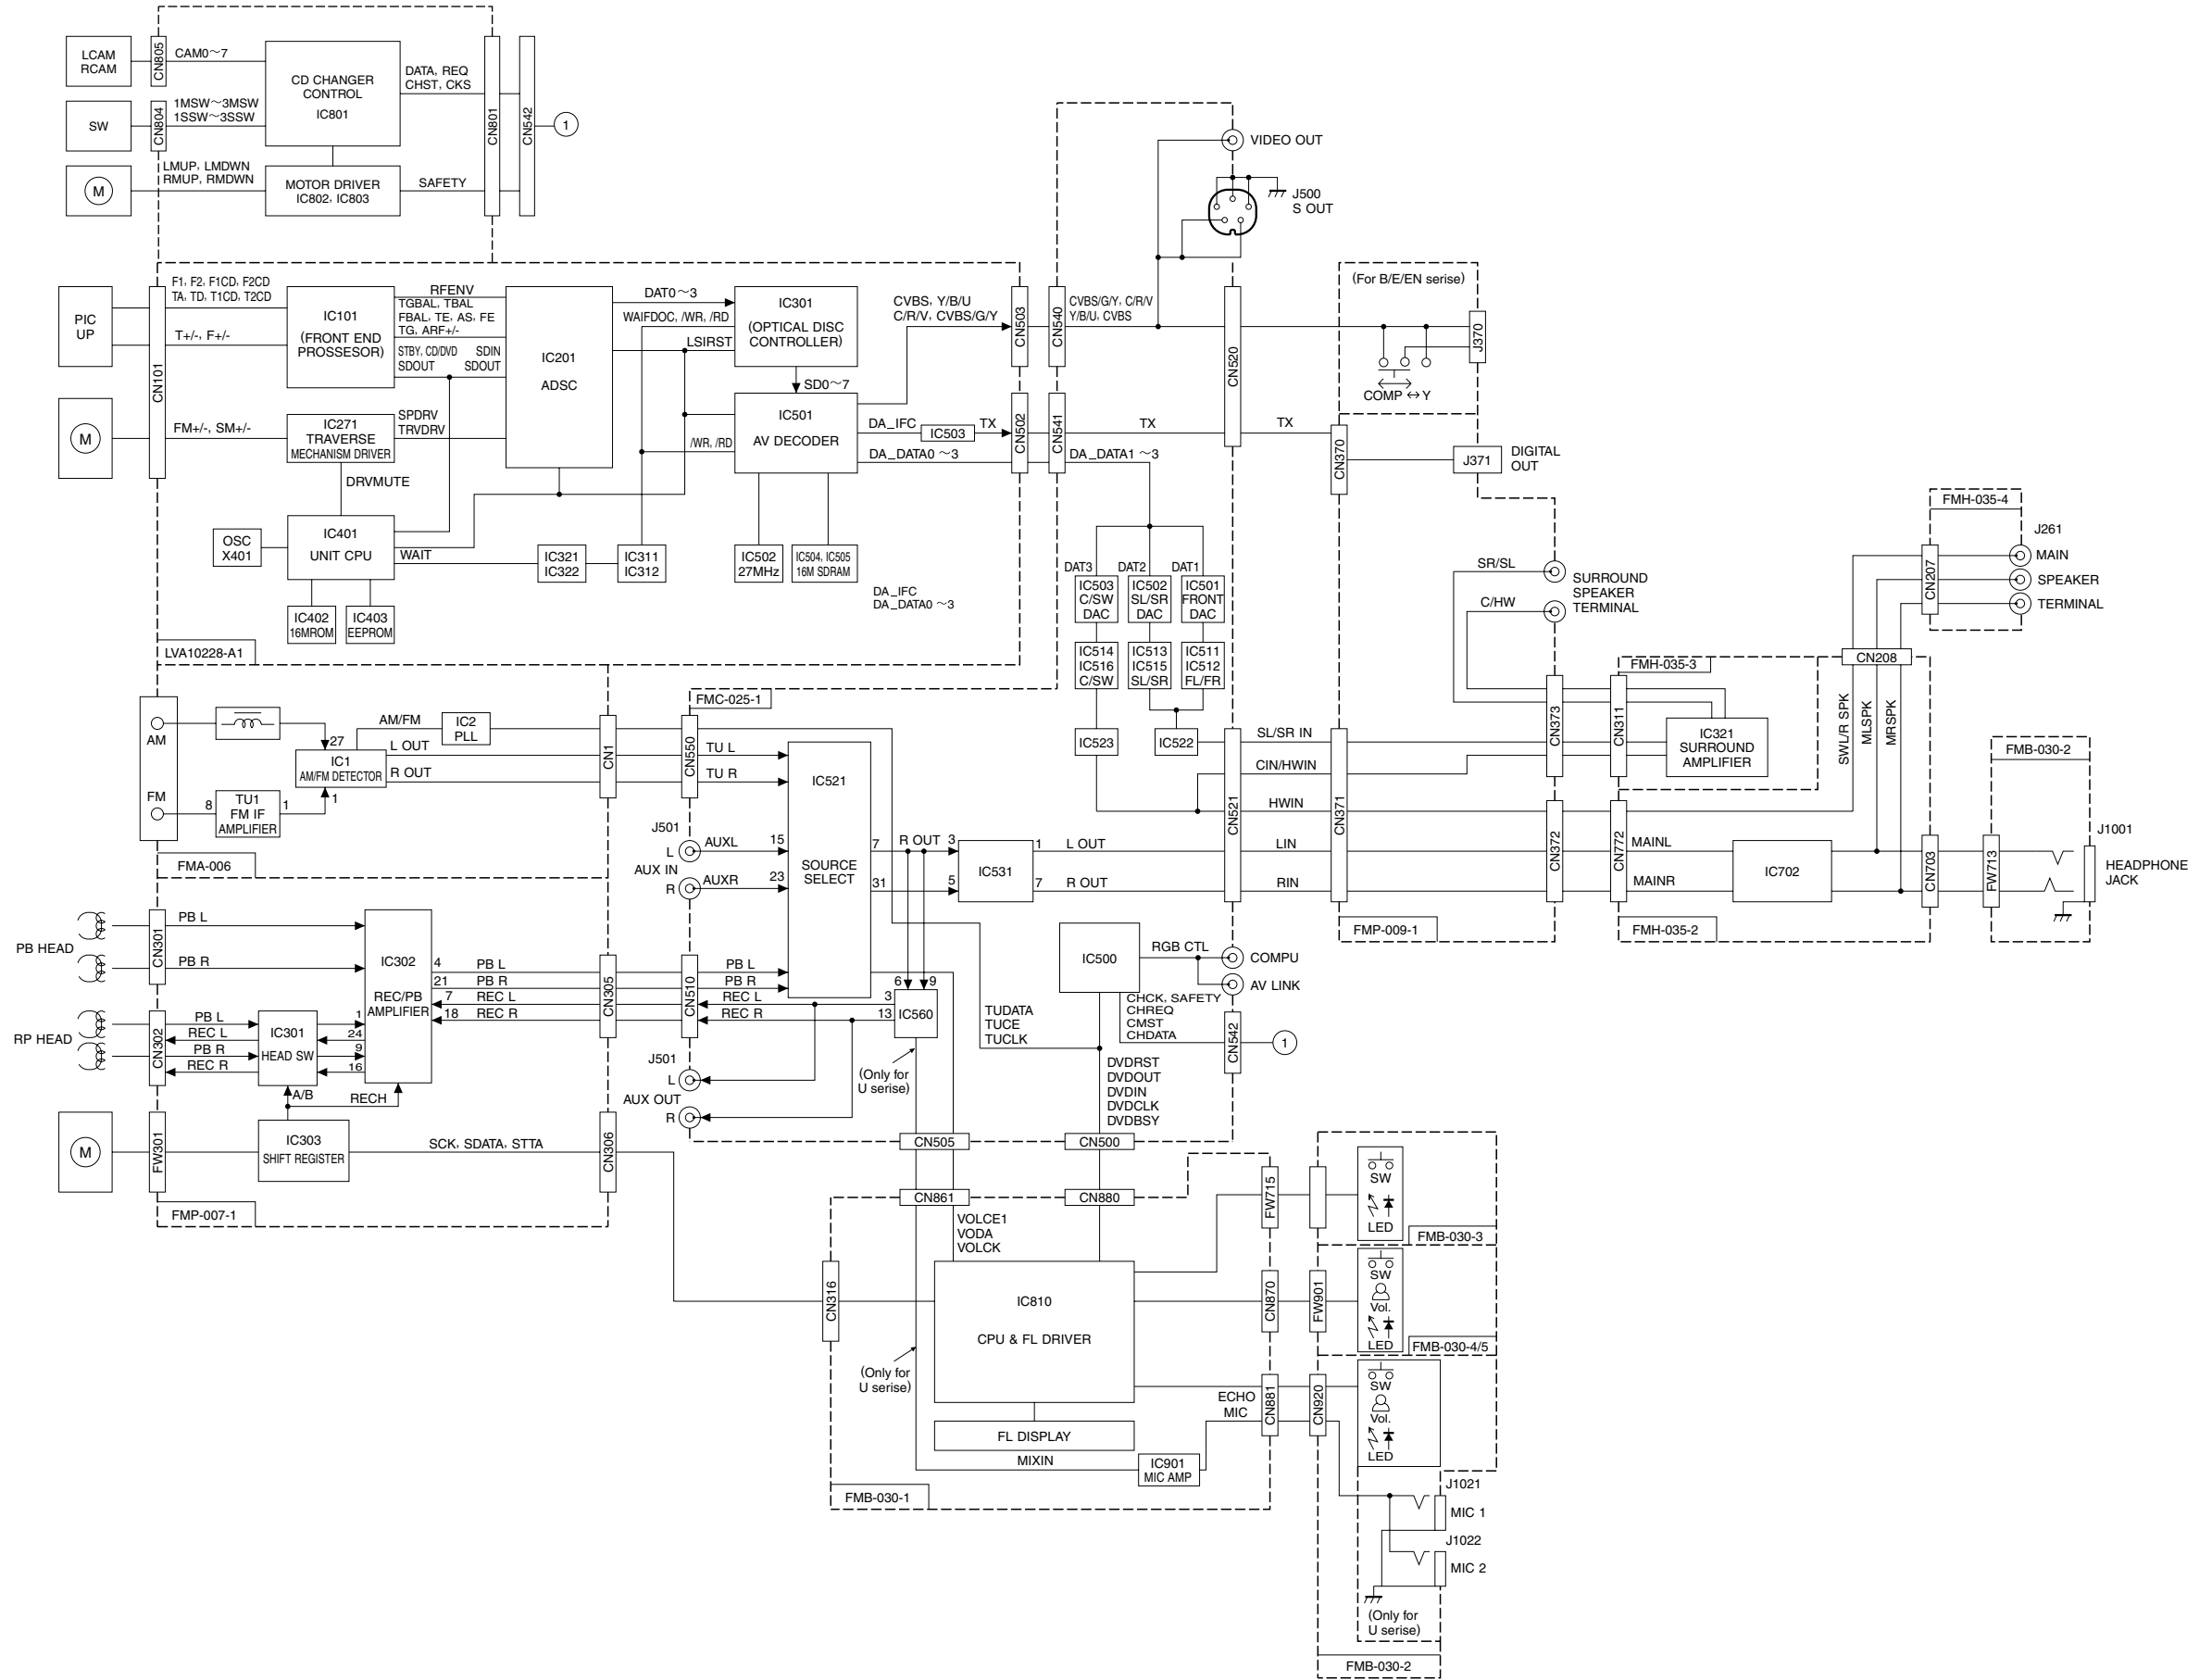 LCAM
RCAM
CN805
CAM0～7
CD CHANGER
CONTROL
IC801
DATA, REQ
CHST, CKS
SW
CN804
1MSW～3MSW
1SSW～3SSW
CN801
CN542
1
M
LMUP, LMDWN
RMUP, RMDWN
MOTOR DRIVER
IC802, IC803
SAFETY
VIDEO OUT
J500
S OUT
PIC
UP
CN101
F1, F2, F1CD, F2CD
TA, TD, T1CD, T2CD
T+/-, F+/-
IC101
(FRONT END
PROSSESOR)
RFENV
TGBAL, TBAL
FBAL, TE, AS, FE
TG, ARF+/-
STBY, CD/DVD
SDIN
SDOUT
SDOUT
IC201
ADSC
DAT0～3
WAIFDOC, /WR, /RD
LSIRST
IC301
(OPTICAL DISC
CONTROLLER)
SD0～7
CVBS, Y/B/U
C/R/V, CVBS/G/Y
CN503
CN540
CVBS/G/Y, C/R/V
Y/B/U, CVBS
CN520
(For B/E/EN serise)
J370
COMP ↔ Y
M
FM+/-, SM+/-
IC271
TRAVERSE
MECHANISM DRIVER
SPDRV
TRVDRV
/WR, /RD
IC501
AV DECODER
DA_IFC
IC503
TX
CN502
CN541
TX
TX
CN370
J371
DIGITAL
OUT
DA_DATA0 ～3
DA_DATA1 ～3
DRVMUTE
OSC
X401
IC401
UNIT CPU
WAIT
IC321
IC322
IC311
IC312
IC502
27MHz
IC504, IC505
16M SDRAM
DA_IFC
DA_DATA0 ～3
IC402
16MROM
IC403
EEPROM
LVA10228-A1
DAT3
DAT2
DAT1
IC503
C/SW
DAC
IC502
SL/SR
DAC
IC501
FRONT
DAC
IC514
IC516
C/SW
IC513
IC515
SL/SR
IC511
IC512
FL/FR
IC523
IC522
SR/SL
C/HW
SURROUND
SPEAKER
TERMINAL
FMH-035-4
J261
MAIN
SPEAKER
TERMINAL
CN207
CN208
FMH-035-3
CN373
CN311
IC321
SURROUND
AMPLIFIER
SWL/R SPK
MLSPK
MRSPK
FMB-030-2
AM
FM
27
IC1
AM/FM DETECTOR
AM/FM
IC2
PLL
L OUT
R OUT
CN1
8
TU1
FM IF
AMPLIFIER
1
1
FMA-006
FMC-025-1
CN550
TU L
TU R
IC521
SOURCE
SELECT
J501
AUXL
15
L
AUX IN
R
AUXR
23
7
R OUT
3
31
5
IC531
1
L OUT
7
R OUT
SL/SR IN
CIN/HWIN
HWIN
CN521
CN371
LIN
RIN
CN372
CN772
MAINL
MAINR
IC702
CN703
FW713
J1001
HEADPHONE
JACK
FMP-009-1
FMH-035-2
PB HEAD
CN301
PB L
PB R
IC302
REC/PB
AMPLIFIER
4
PB L
21
PB R
7
REC L
18
REC R
CN305
CN510
PB L
PB R
REC L
REC R
6
9
3
13
IC560
(Only for
U serise)
IC500
RGB CTL
COMPU
AV LINK
CHCK, SAFETY
CHREQ
CMST
CHDATA
CN542
1
TUDATA
TUCE
TUCLK
DVDRST
DVDOUT
DVDIN
DVDCLK
DVDBSY
RP HEAD
CN302
PB L
REC L
PB R
REC R
IC301
HEAD SW
1
24
9
16
A/B
RECH
J501
L
AUX OUT
R
M
FW301
IC303
SHIFT REGISTER
SCK, SDATA, STTA
CN306
FMP-007-1
CN505
CN500
CN861
CN880
VOLCE1
VODA
VOLCK
CN316
IC810
CPU & FL DRIVER
(Only for
U serise)
FL DISPLAY
MIXIN
IC901
MIC AMP
FMB-030-1
FW715
SW
LED
FMB-030-3
CN870
FW901
SW
Vol.
LED
FMB-030-4/5
ECHO
MIC
CN881
CN920
SW
Vol.
LED
J1021
MIC 1
J1022
MIC 2
(Only for
U serise)
FMB-030-2